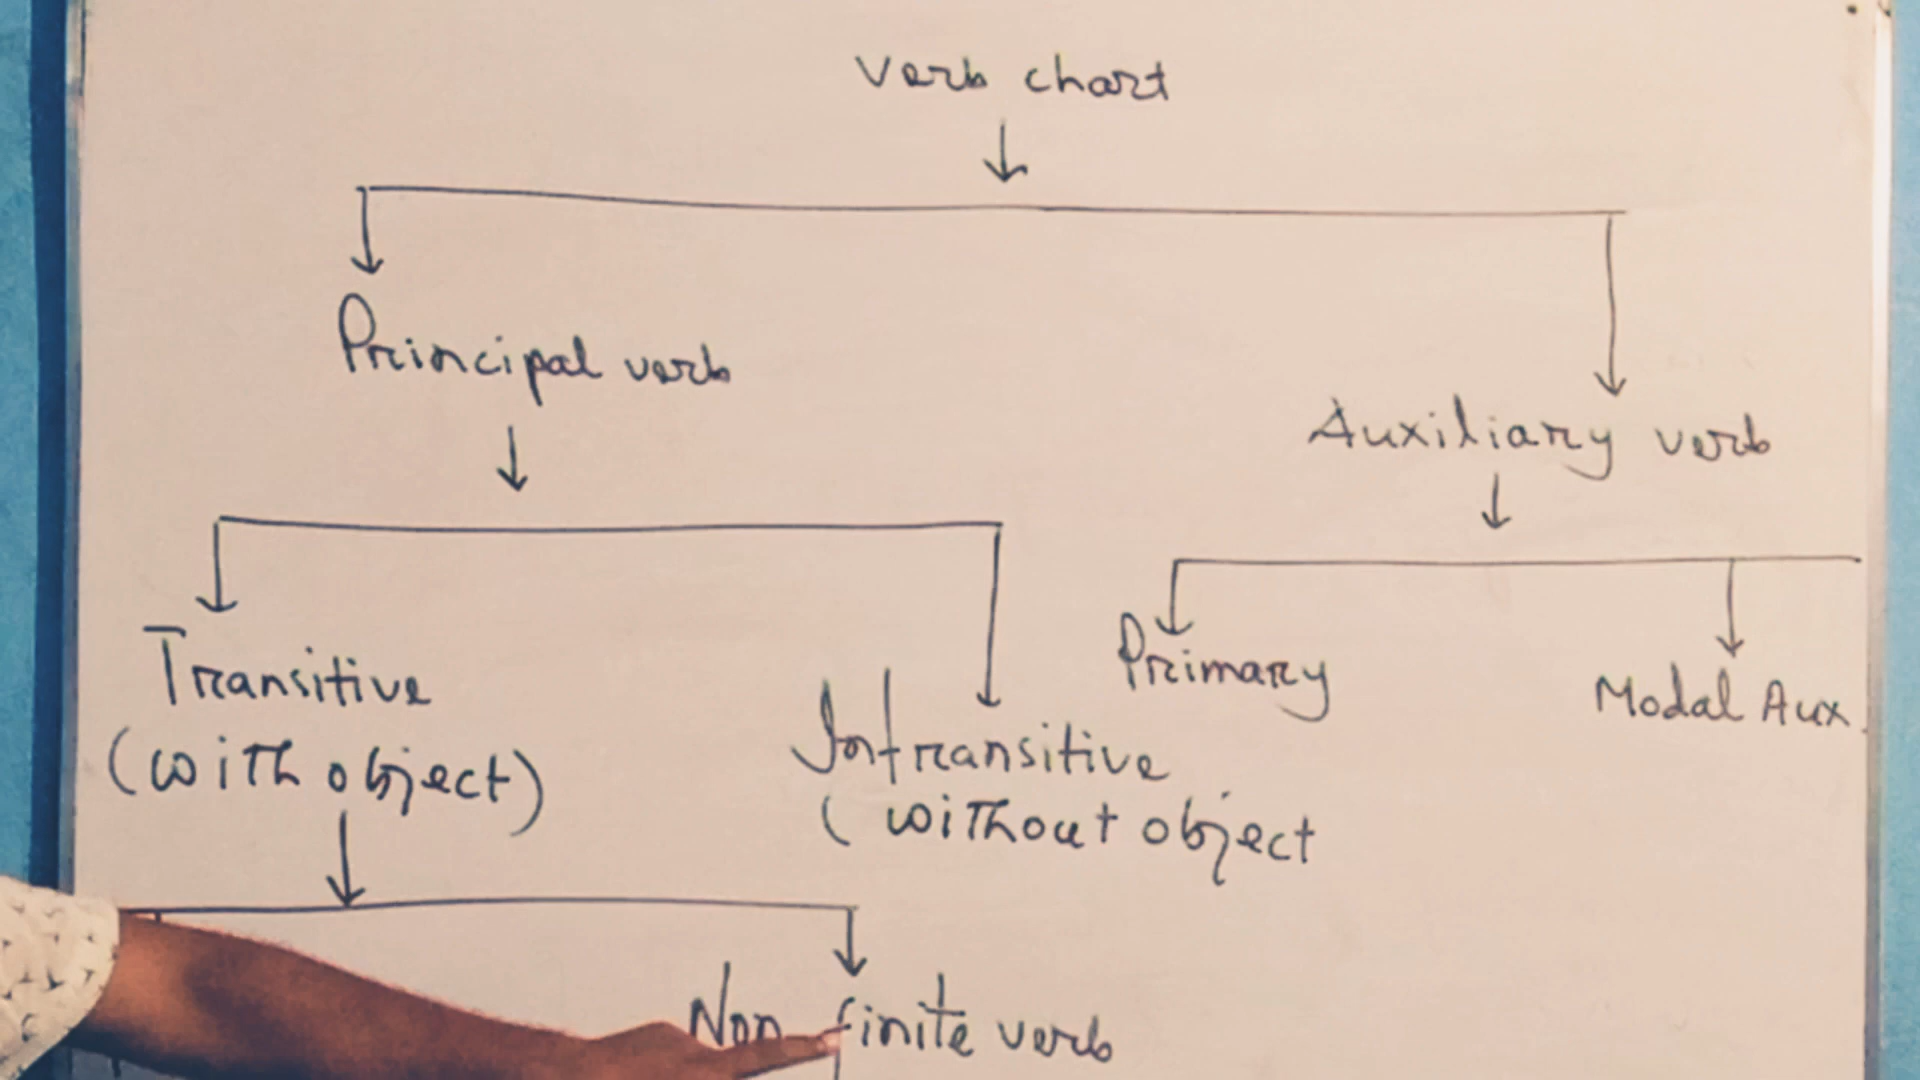 Verb chart
Principal verb
Auxiliary verb
Transitive
(with object)
Intransitive
(without object
Primary
Modal Aux.
Non finite verb